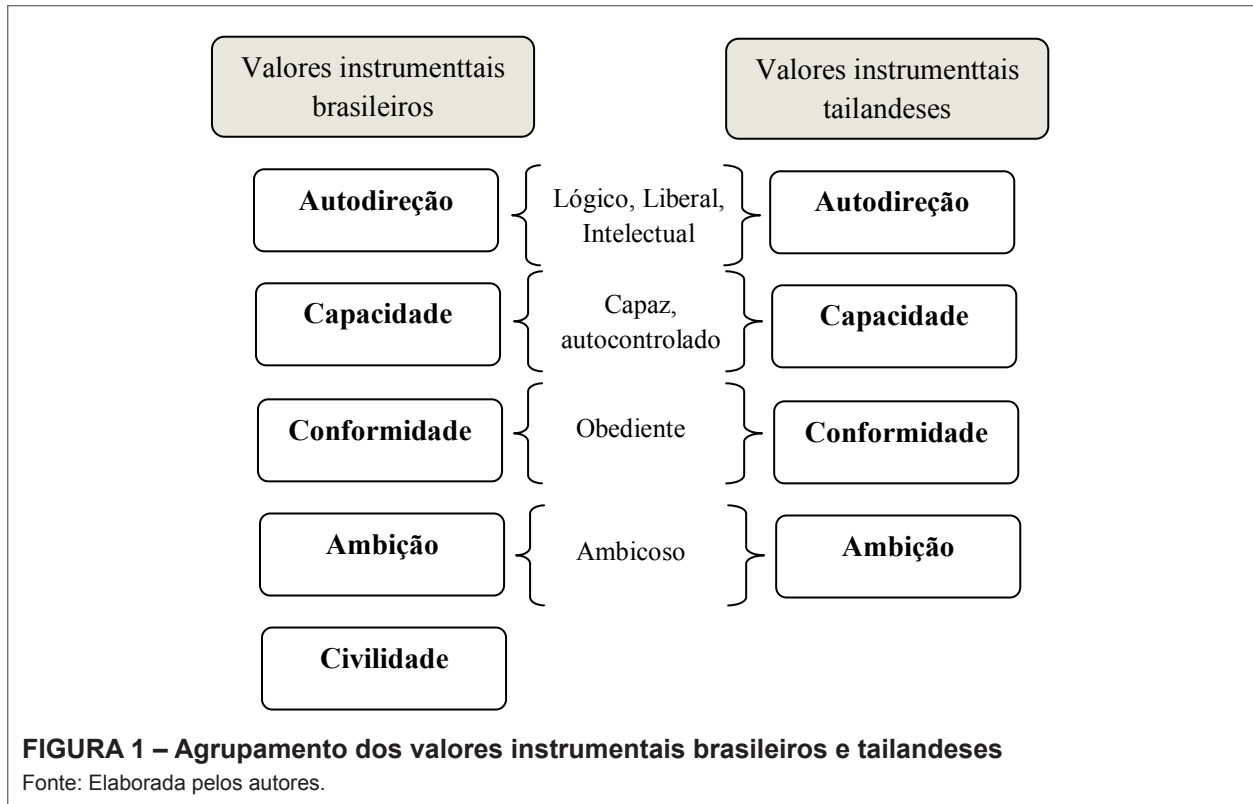 Valores instrumenttais
brasileiros
Valores instrumenttais
tailandeses
Autodireção
Lógico, Liberal,
Intelectual
Autodireção
Capacidade
Capaz,
autocontrolado
Capacidade
Conformidade
Obediente
Conformidade
Ambição
Ambicoso
Ambição
Civilidade
FIGURA 1 – Agrupamento dos valores instrumentais brasileiros e tailandeses
Fonte: Elaborada pelos autores.